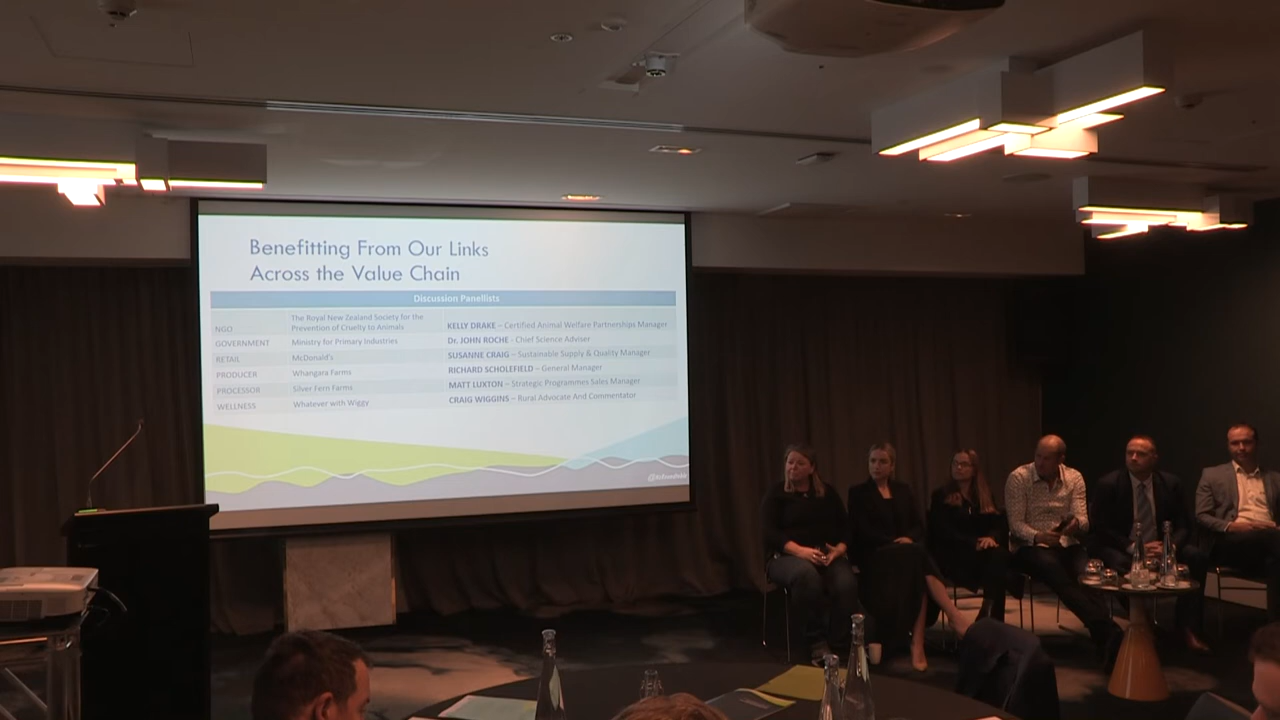 Benefitting From Our Links
Across the Value Chain
Discussion Panellists
NGO The Royal New Zealand Society for the Prevention of Cruelty to Animals KELLY DRAKE – Certified Animal Welfare Partnerships Manager
GOVERNMENT Ministry for Primary Industries Dr. JOHN ROCHE - Chief Science Adviser
RETAIL McDonald's SUSANNE CRAIG – Sustainable Supply & Quality Manager
PRODUCER Whangara Farms RICHARD SCHOLEFIELD – General Manager
PROCESSOR Silver Fern Farms MATT LUXTON – Strategic Programmes Sales Manager
WELLNESS Whatever with Wiggy CRAIG WIGGINS – Rural Advocate And Commentator